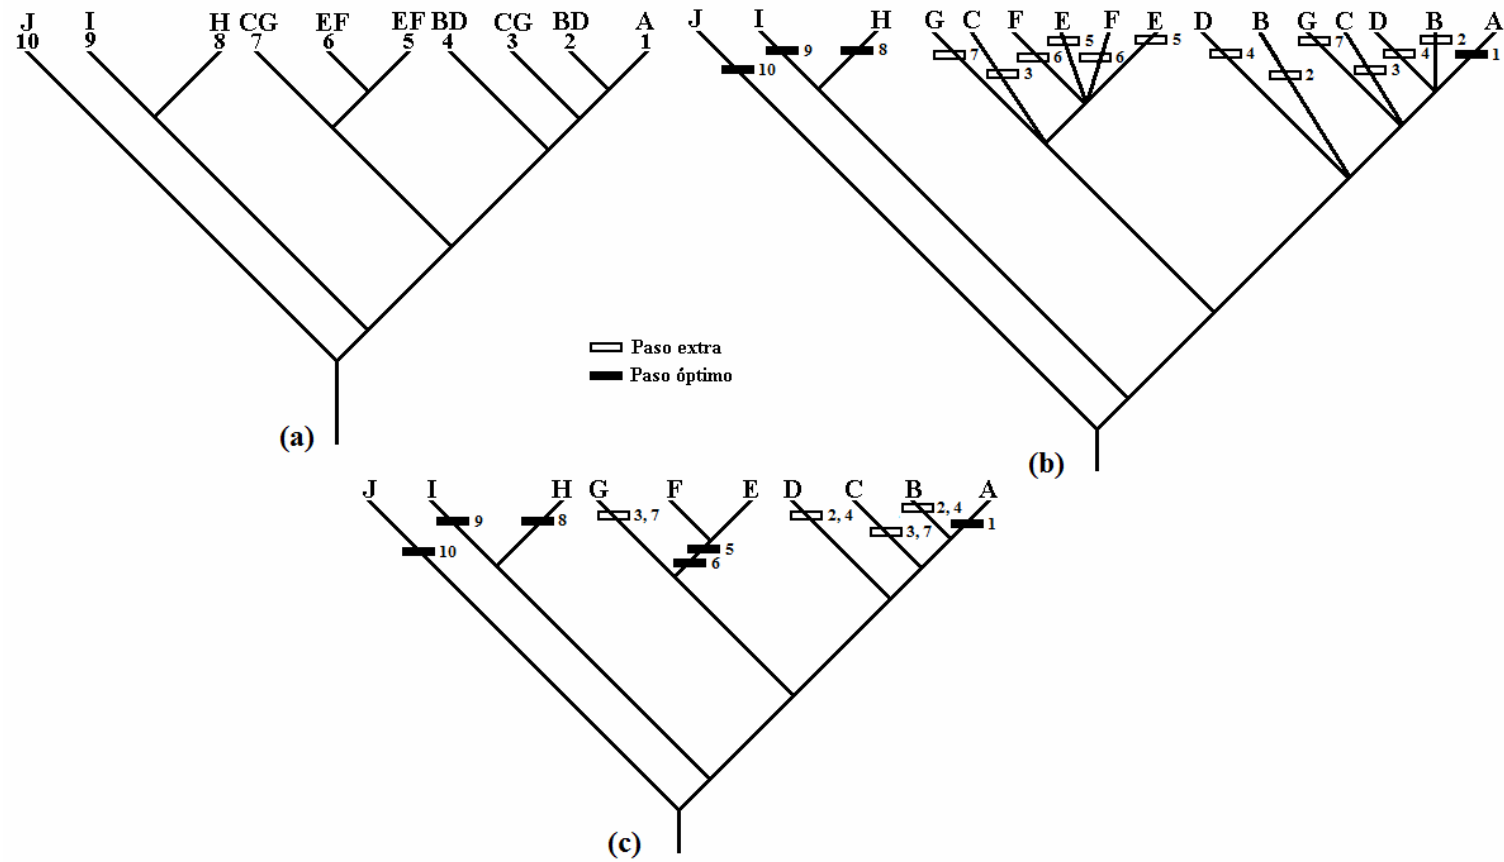 J I H CG EF EF BD CG BD A
10 9 8 7 6 5 4 3 2 1
(a)
J I H G C F E F E D B G C D B A
10 9 8 7 3 6 5 6 5 4 2 7 3 4 2 1
(b)
Paso extra
Paso óptimo
J I H G F E D C B A
10 9 8 3, 7 6 5 2, 4 3, 7 2, 4 1
(c)